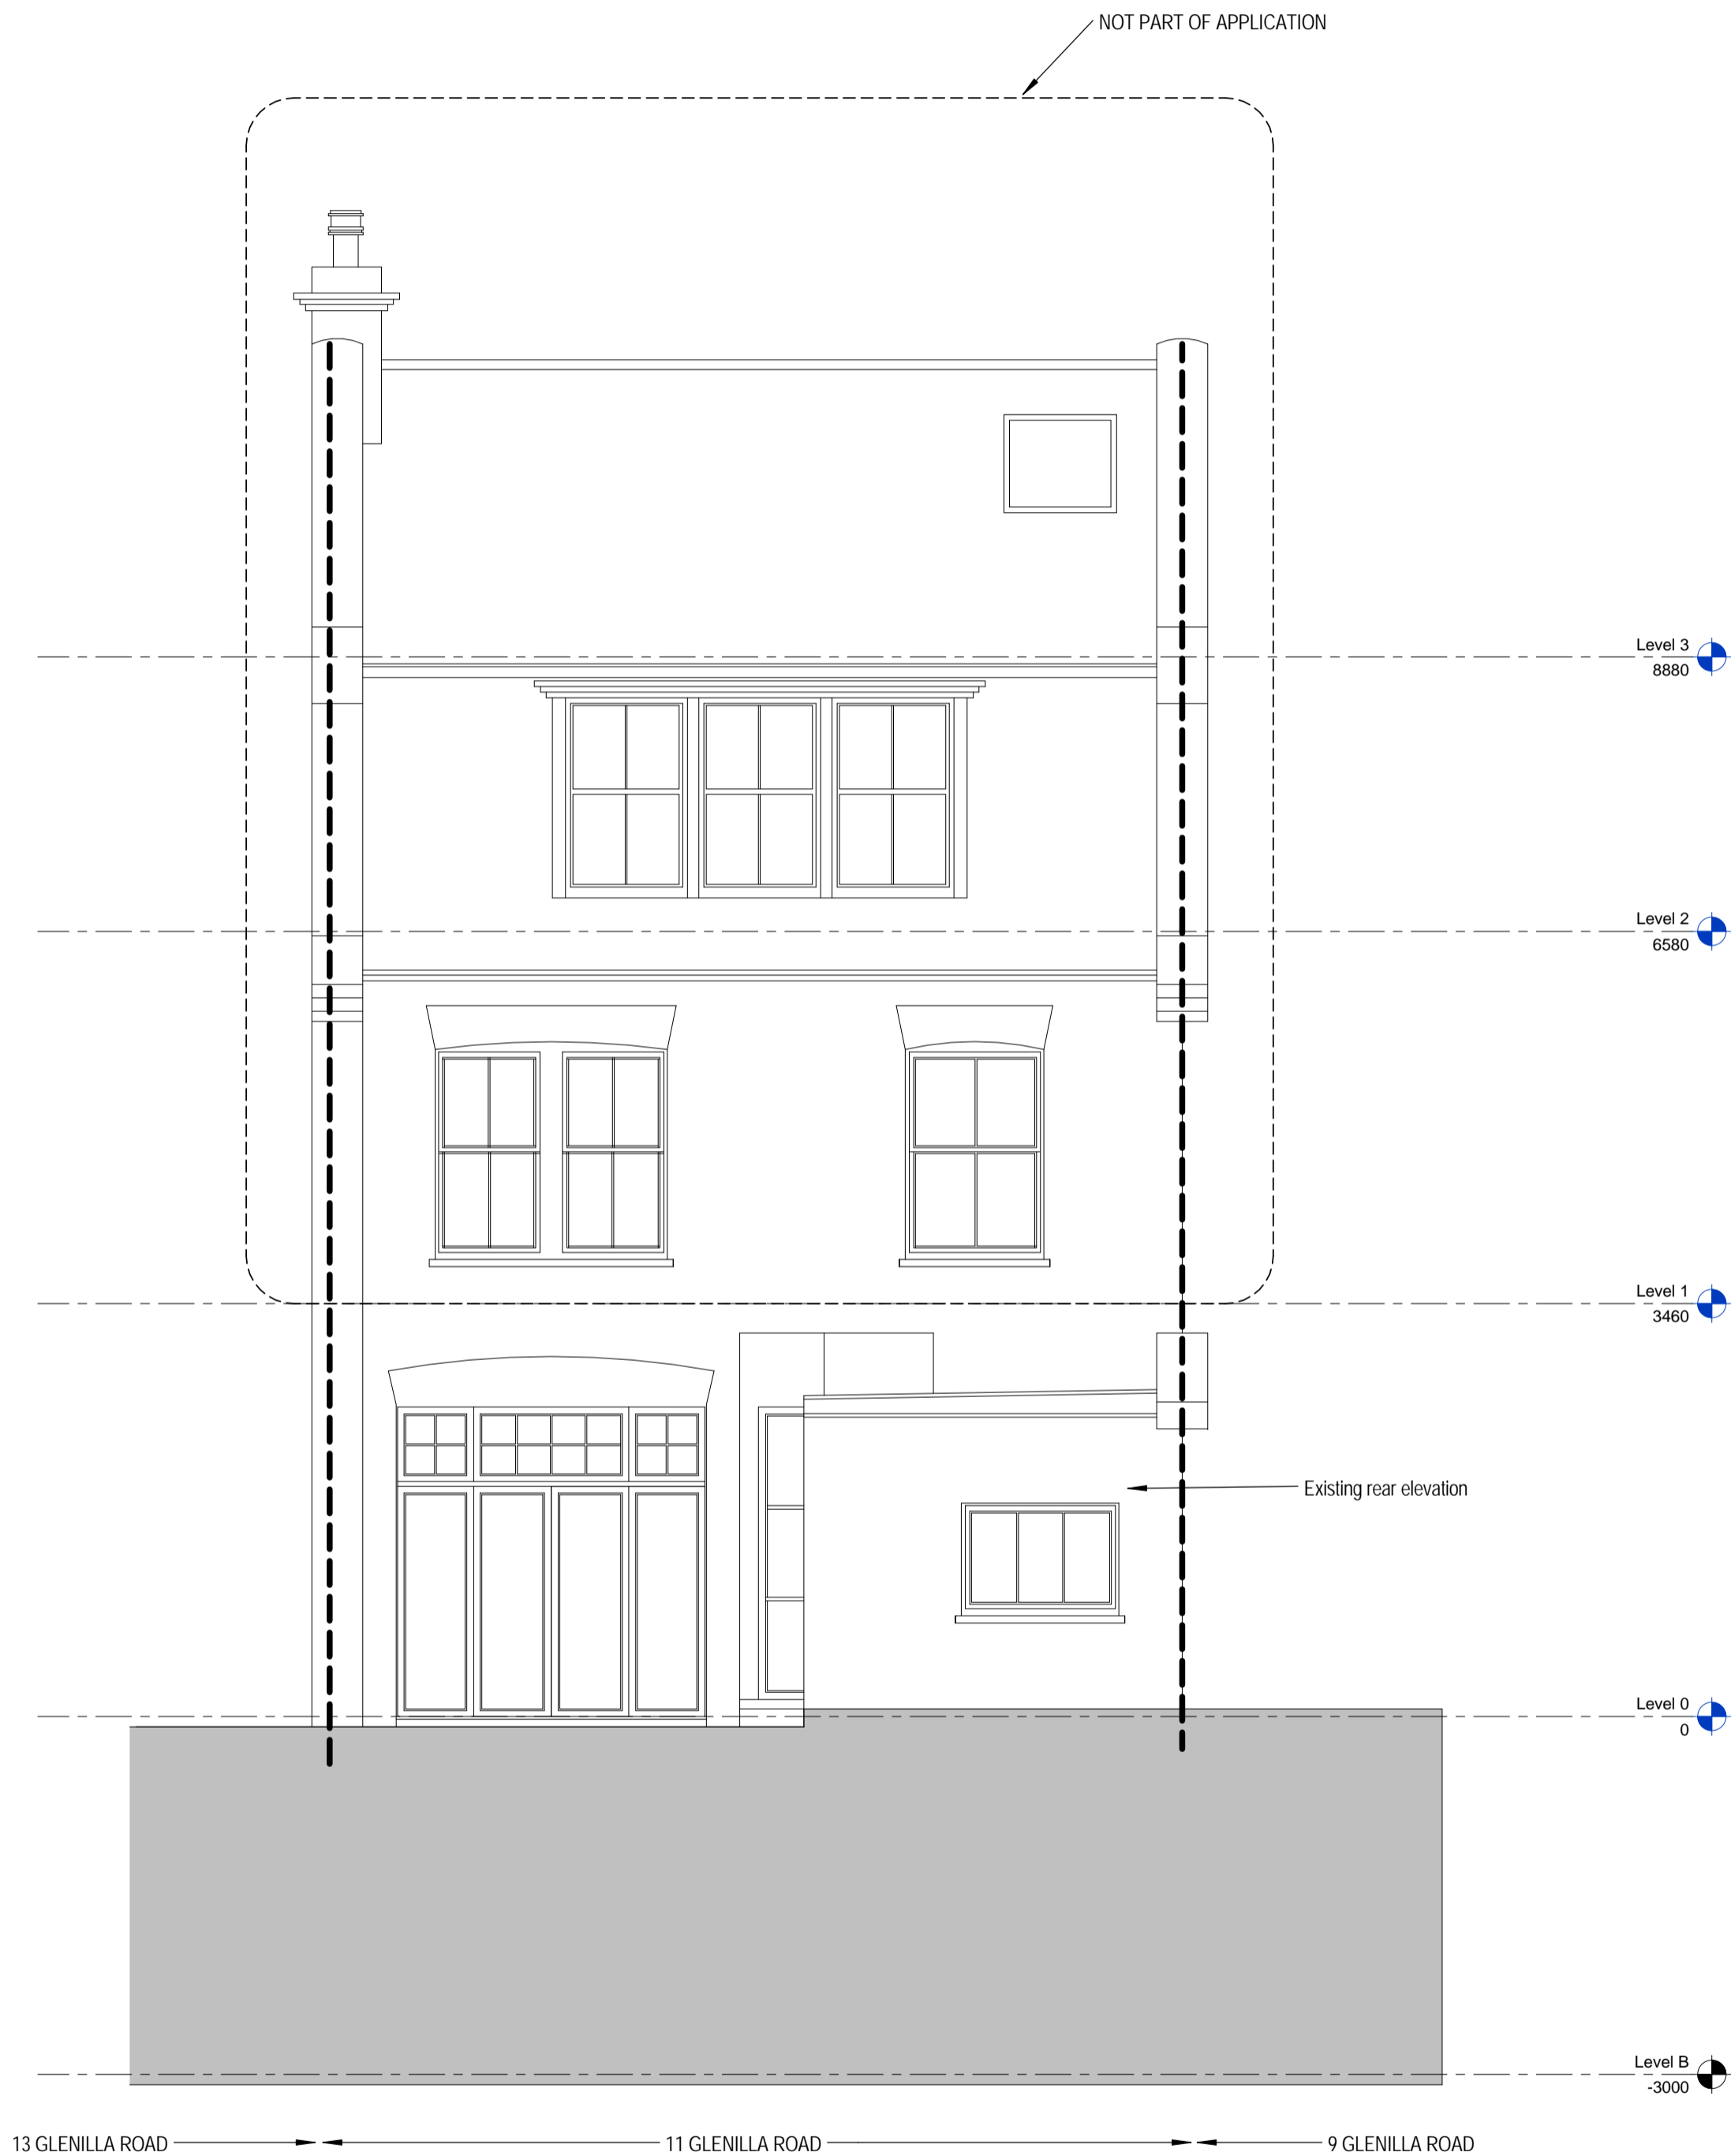 NOT PART OF APPLICATION
Level 3
8880
Level 2
6580
Level 1
3460
Existing rear elevation
Level 0
0
Level B
-3000
13 GLENILLA ROAD
11 GLENILLA ROAD
9 GLENILLA ROAD